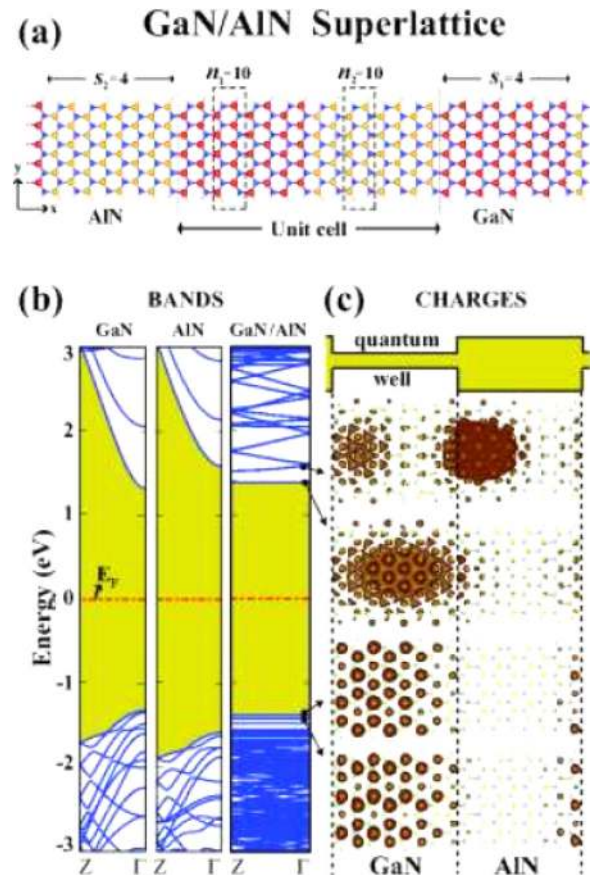 (a) GaN/AlN Superlattice
s₂=4 n₁=10 n₂=10 s₁=4
y
x
AlN Unit cell GaN
(b) BANDS (c) CHARGES
GaN AlN GaN/AlN
quantum
well
Energy (eV)
3
2
1
E_F
0
-1
-2
-3
Z Γ Z Γ Z Γ
GaN AlN